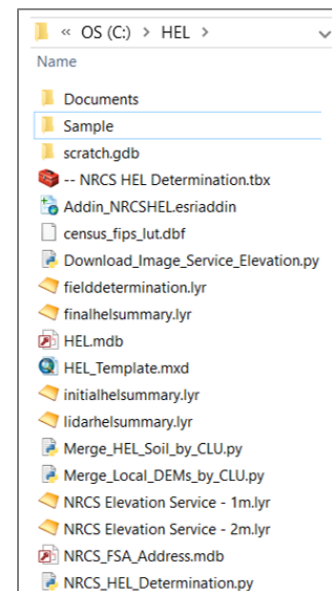 « OS (C:) > HEL >
Name
Documents
Sample
scratch.gdb
-- NRCS HEL Determination.tbx
Addin_NRCSHEL.esriaddin
census_fips_lut.dbf
Download_Image_Service_Elevation.py
fielddetermination.lyr
finalhelsummary.lyr
HEL.mdb
HEL_Template.mxd
initialhelsummary.lyr
lidarhelsummary.lyr
Merge_HEL_Soil_by_CLU.py
Merge_Local_DEMs_by_CLU.py
NRCS Elevation Service - 1m.lyr
NRCS Elevation Service - 2m.lyr
NRCS_FSA_Address.mdb
NRCS_HEL_Determination.py